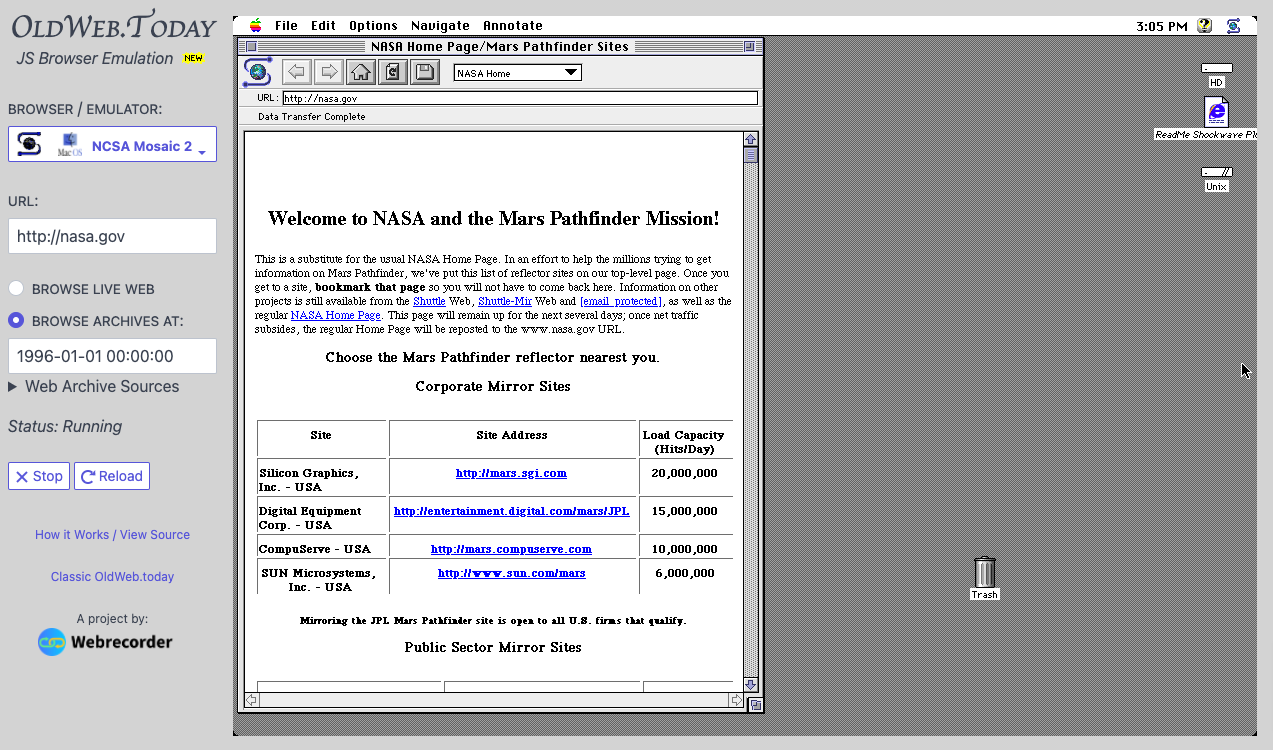 OldWeb.Today
JS Browser Emulation NEW
BROWSER / EMULATOR:
Mac OS NCSA Mosaic 2
URL:
http://nasa.gov
BROWSE LIVE WEB
BROWSE ARCHIVES AT:
1996-01-01 00:00:00
Web Archive Sources
Status: Running
Stop Reload
How it Works / View Source
Classic OldWeb.today
A project by:
Webrecorder
File Edit Options Navigate Annotate 3:05 PM
NASA Home Page/Mars Pathfinder Sites
NASA Home
URL: http://nasa.gov
Data Transfer Complete
Welcome to NASA and the Mars Pathfinder Mission!
This is a substitute for the usual NASA Home Page. In an effort to help the millions trying to get
information on Mars Pathfinder, we've put this list of reflector sites on our top-level page. Once you
get to a site, bookmark that page so you will not have to come back here. Information on other
projects is still available from the Shuttle Web, Shuttle-Mir Web and [email protected], as well as the
regular NASA Home Page. This page will remain up for the next several days; once net traffic
subsides, the regular Home Page will be reposted to the www.nasa.gov URL.
Choose the Mars Pathfinder reflector nearest you.
Corporate Mirror Sites
Site Site Address Load Capacity
(Hits/Day)
Silicon Graphics,
Inc. - USA http://mars.sgi.com 20,000,000
Digital Equipment
Corp. - USA http://entertainment.digital.com/mars/JPL 15,000,000
CompuServe - USA http://mars.compuserve.com 10,000,000
SUN Microsystems,
Inc. - USA http://www.sun.com/mars 6,000,000
Mirroring the JPL Mars Pathfinder site is open to all U.S. firms that qualify.
Public Sector Mirror Sites
HD
ReadMe Shockwave Pl
Unix
Trash